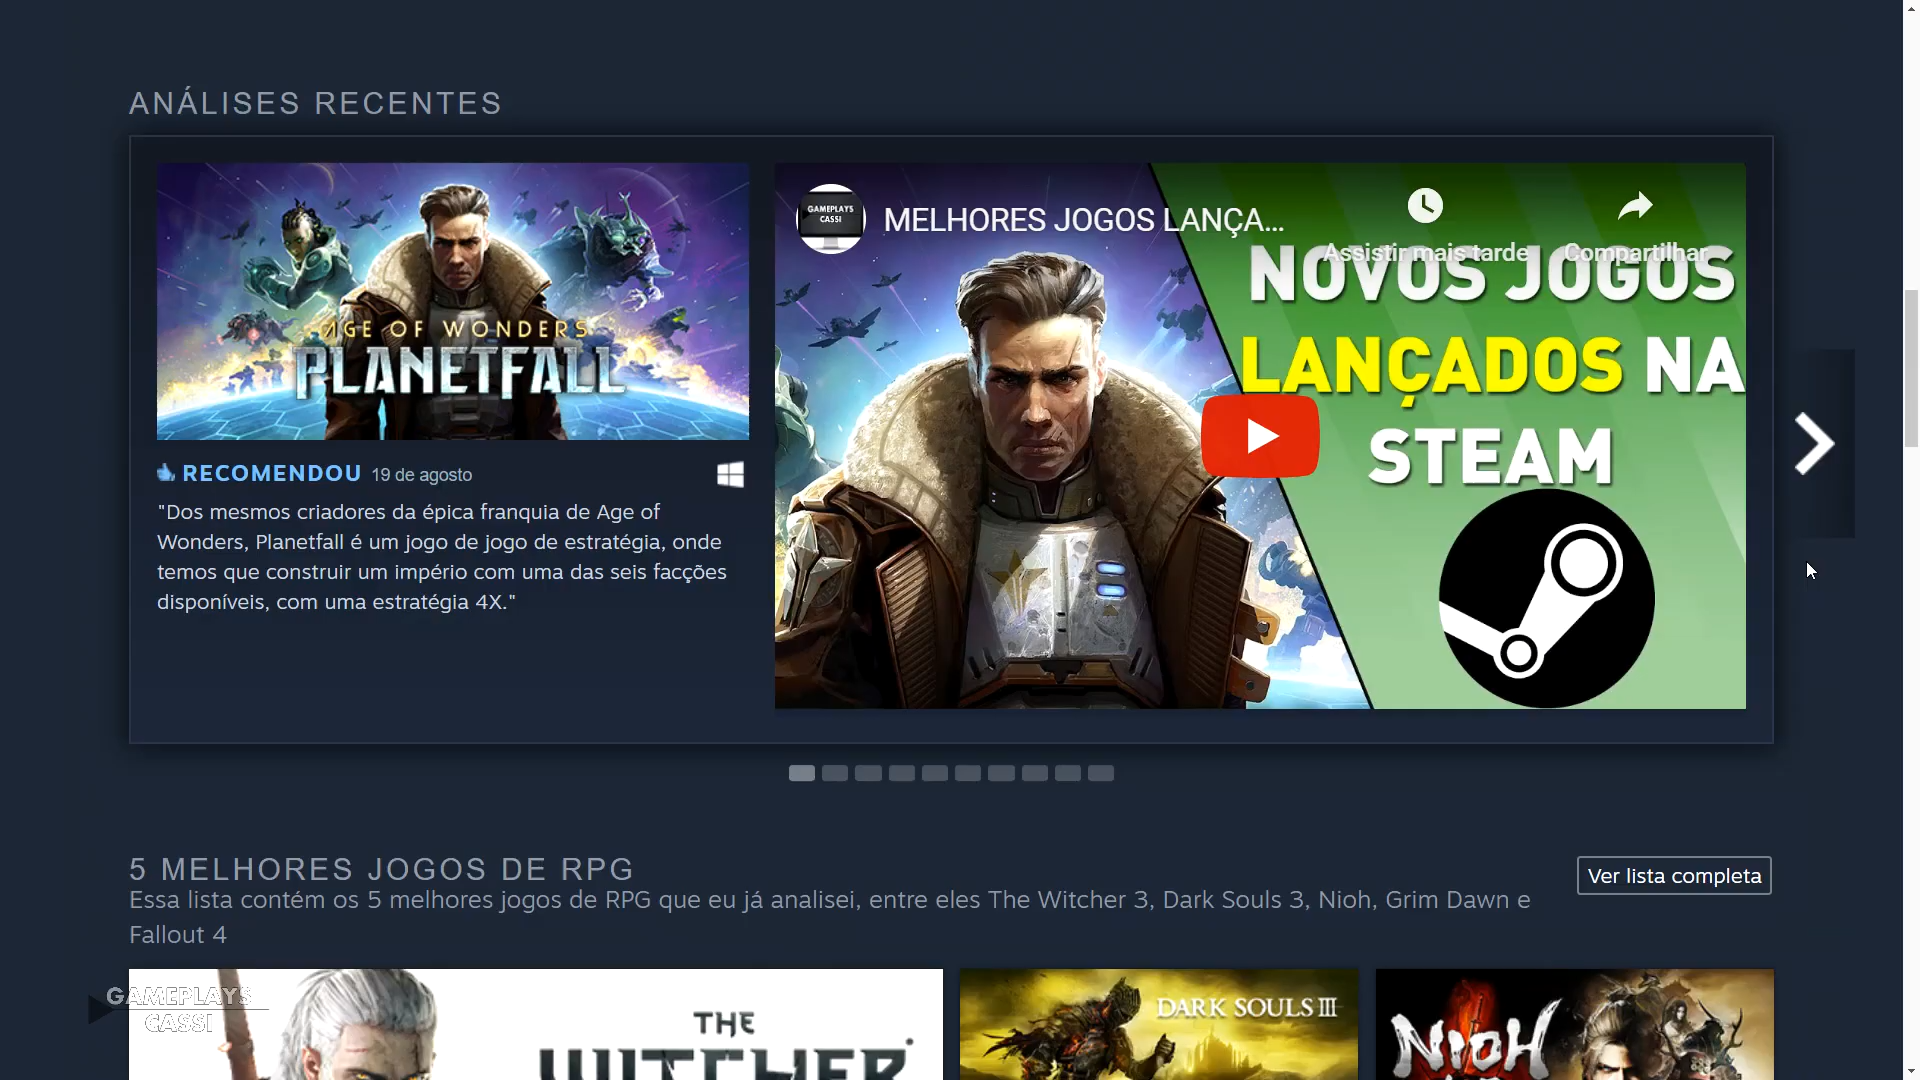 ANÁLISES RECENTES
AGE OF WONDERS
PLANETFALL
RECOMENDOU 19 de agosto
"Dos mesmos criadores da épica franquia de Age of
Wonders, Planetfall é um jogo de jogo de estratégia, onde
temos que construir um império com uma das seis facções
disponíveis, com uma estratégia 4X."
GAMEPLAYS
CASSI
MELHORES JOGOS LANÇA...
Assistir mais tarde
Compartilhar
NOVOS JOGOS
LANÇADOS NA
STEAM
5 MELHORES JOGOS DE RPG
Ver lista completa
Essa lista contém os 5 melhores jogos de RPG que eu já analisei, entre eles The Witcher 3, Dark Souls 3, Nioh, Grim Dawn e
Fallout 4
GAMEPLAYS
CASSI
THE
WITCHER
DARK SOULS III
NIOH